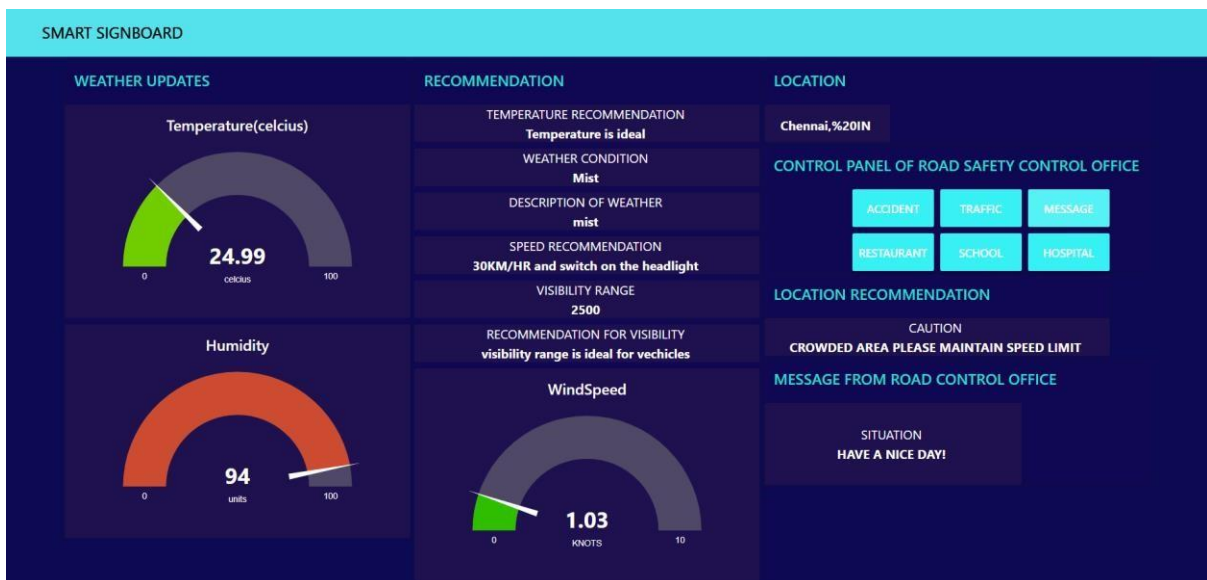 SMART SIGNBOARD
WEATHER UPDATES
Temperature(celcius)
24.99
celcius
0
100
Humidity
94
units
0
100
RECOMMENDATION
TEMPERATURE RECOMMENDATION
Temperature is ideal
WEATHER CONDITION
Mist
DESCRIPTION OF WEATHER
mist
SPEED RECOMMENDATION
30KM/HR and switch on the headlight
VISIBILITY RANGE
2500
RECOMMENDATION FOR VISIBILITY
visibility range is ideal for vechicles
WindSpeed
1.03
KNOTS
0
10
LOCATION
Chennai,%20IN
CONTROL PANEL OF ROAD SAFETY CONTROL OFFICE
ACCIDENT TRAFFIC MESSAGE
RESTAURANT SCHOOL HOSPITAL
LOCATION RECOMMENDATION
CAUTION
CROWDED AREA PLEASE MAINTAIN SPEED LIMIT
MESSAGE FROM ROAD CONTROL OFFICE
SITUATION
HAVE A NICE DAY!